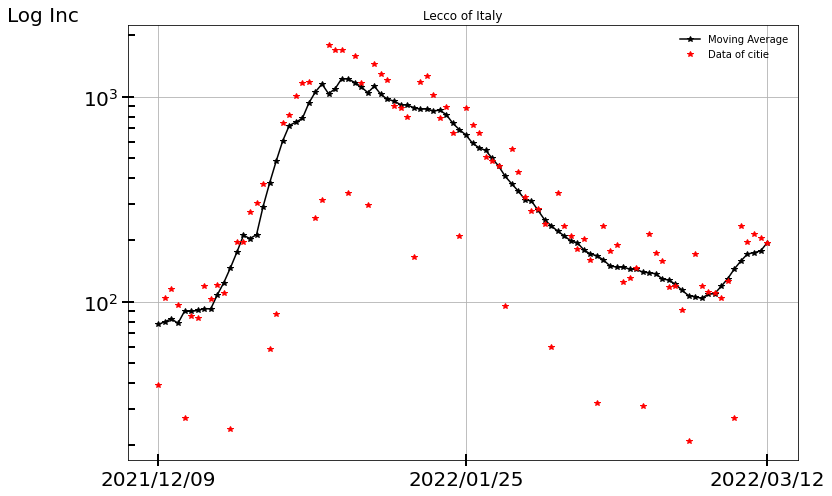 Log Inc
Lecco of Italy
Moving Average
Data of citie
10³
10²
2021/12/09
2022/01/25
2022/03/12